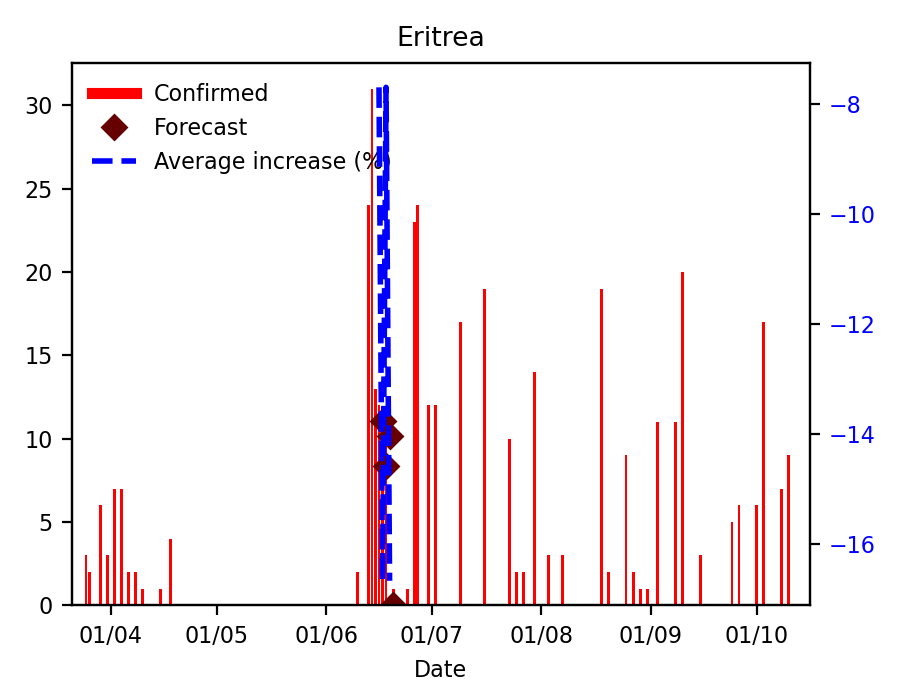 Eritrea
Confirmed
Forecast
Average increase (%)
30
25
20
15
10
5
0
−8
−10
−12
−14
−16
01/04 01/05 01/06 01/07 01/08 01/09 01/10
Date